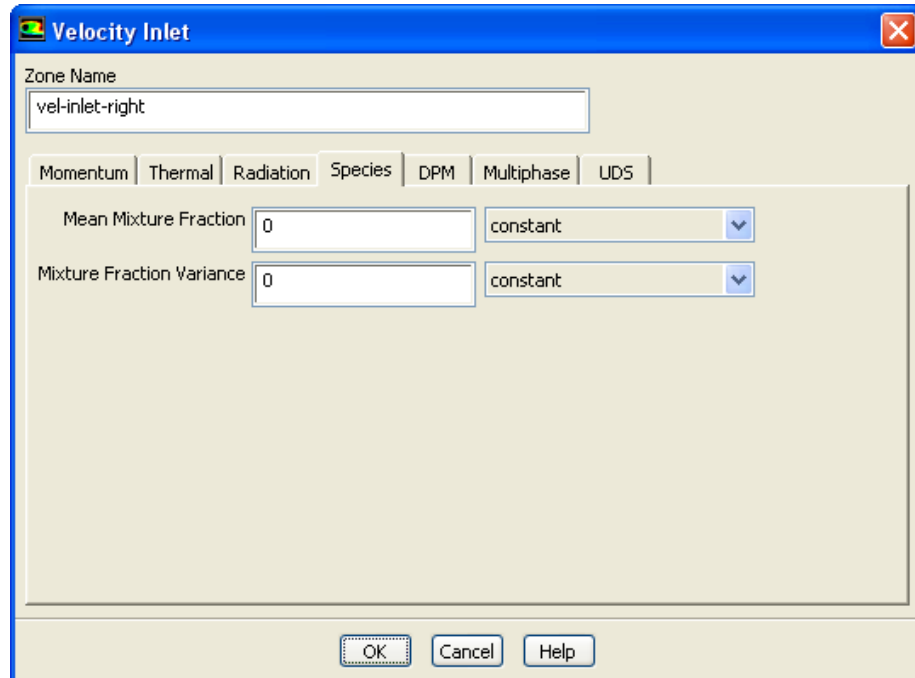 Velocity Inlet
Zone Name
vel-inlet-right
Momentum Thermal Radiation Species DPM Multiphase UDS
Mean Mixture Fraction 0 constant
Mixture Fraction Variance 0 constant
OK Cancel Help